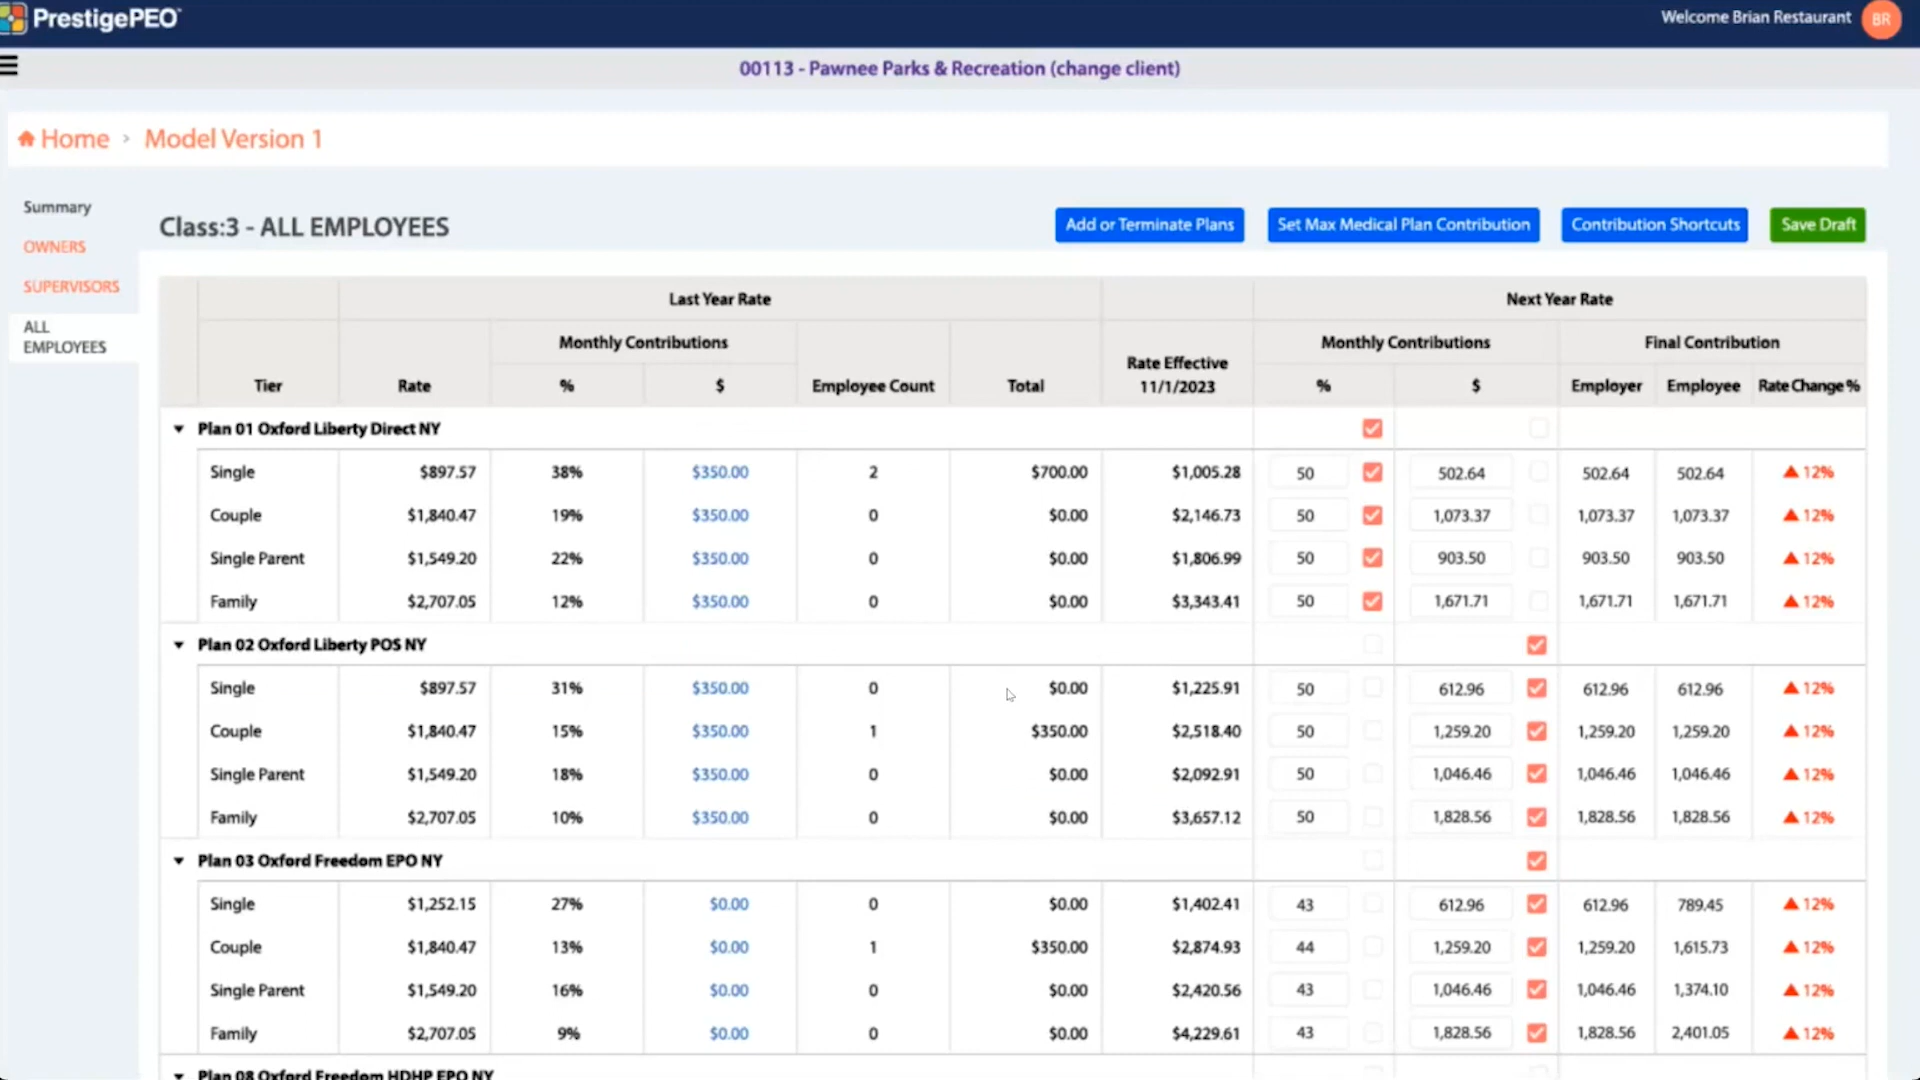 PrestigePEO
Welcome Brian Restaurant BR
00113 - Pawnee Parks & Recreation (change client)
Home > Model Version 1
Summary
OWNERS
SUPERVISORS
ALL
EMPLOYEES
Class:3 - ALL EMPLOYEES
Add or Terminate Plans
Set Max Medical Plan Contribution
Contribution Shortcuts
Save Draft
Last Year Rate Next Year Rate
Monthly Contributions Monthly Contributions Final Contribution
Tier Rate % $ Employee Count Total Rate Effective 11/1/2023 % $ Employer Employee Rate Change %
Plan 01 Oxford Liberty Direct NY
Single $897.57 38% $350.00 2 $700.00 $1,005.28 50 502.64 502.64 502.64 ▲ 12%
Couple $1,840.47 19% $350.00 0 $0.00 $2,146.73 50 1,073.37 1,073.37 1,073.37 ▲ 12%
Single Parent $1,549.20 22% $350.00 0 $0.00 $1,806.99 50 903.50 903.50 903.50 ▲ 12%
Family $2,707.05 12% $350.00 0 $0.00 $3,343.41 50 1,671.71 1,671.71 1,671.71 ▲ 12%
Plan 02 Oxford Liberty POS NY
Single $897.57 31% $350.00 0 $0.00 $1,225.91 50 612.96 612.96 612.96 ▲ 12%
Couple $1,840.47 15% $350.00 1 $350.00 $2,518.40 50 1,259.20 1,259.20 1,259.20 ▲ 12%
Single Parent $1,549.20 18% $350.00 0 $0.00 $2,092.91 50 1,046.46 1,046.46 1,046.46 ▲ 12%
Family $2,707.05 10% $350.00 0 $0.00 $3,657.12 50 1,828.56 1,828.56 1,828.56 ▲ 12%
Plan 03 Oxford Freedom EPO NY
Single $1,252.15 27% $0.00 0 $0.00 $1,402.41 43 612.96 612.96 789.45 ▲ 12%
Couple $1,840.47 13% $0.00 1 $350.00 $2,874.93 44 1,259.20 1,259.20 1,615.73 ▲ 12%
Single Parent $1,549.20 16% $0.00 0 $0.00 $2,420.56 43 1,046.46 1,046.46 1,374.10 ▲ 12%
Family $2,707.05 9% $0.00 0 $0.00 $4,229.61 43 1,828.56 1,828.56 2,401.05 ▲ 12%
Plan 08 Oxford Freedom HDHP EPO NY